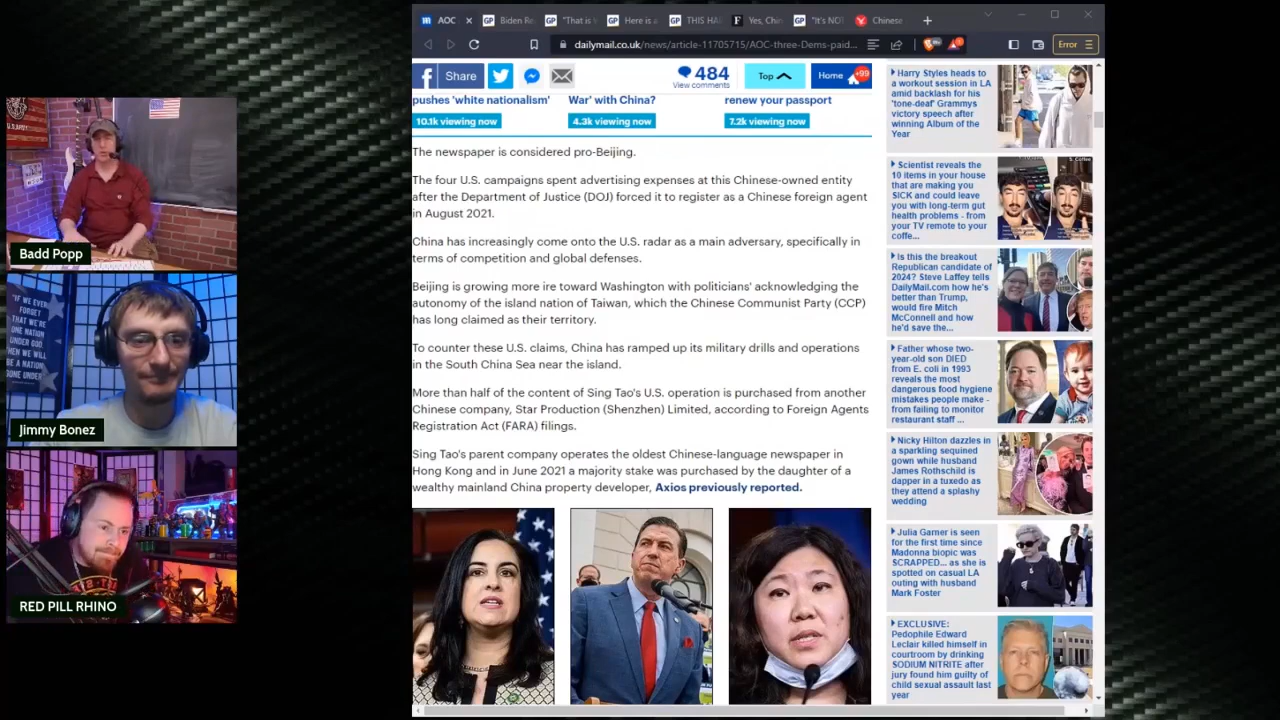 AOC
Biden Re
"That is
Here is a
THIS HA
Yes, Chin
"It's NO
Chinese
dailymail.co.uk/news/article-11705715/AOC-three-Dems-paid...
Error
Share
484
View comments
Top
Home
+99
pushes 'white nationalism'
War' with China?
renew your passport
10.1k viewing now
4.3k viewing now
7.2k viewing now
The newspaper is considered pro-Beijing.
The four U.S. campaigns spent advertising expenses at this Chinese-owned entity
after the Department of Justice (DOJ) forced it to register as a Chinese foreign agent
in August 2021.
China has increasingly come onto the U.S. radar as a main adversary, specifically in
terms of competition and global defenses.
Beijing is growing more ire toward Washington with politicians' acknowledging the
autonomy of the island nation of Taiwan, which the Chinese Communist Party (CCP)
has long claimed as their territory.
To counter these U.S. claims, China has ramped up its military drills and operations
in the South China Sea near the island.
More than half of the content of Sing Tao's U.S. operation is purchased from another
Chinese company, Star Production (Shenzhen) Limited, according to Foreign Agents
Registration Act (FARA) filings.
Sing Tao's parent company operates the oldest Chinese-language newspaper in
Hong Kong and in June 2021 a majority stake was purchased by the daughter of a
wealthy mainland China property developer, Axios previously reported.
Harry Styles heads to
a workout session in LA
amid backlash for his
'tone-deaf' Grammys
victory speech after
winning Album of the
Year
Scientist reveals the
10 items in your house
that are making you
SICK and could leave
you with long-term gut
health problems - from
your TV remote to your
coffe...
Is this the breakout
Republican candidate of
2024? Steve Laffey tells
DailyMail.com how he's
better than Trump,
would fire Mitch
McConnell and how
he'd save the...
Father whose two-
year-old son DIED
from E. coli in 1993
reveals the most
dangerous food hygiene
mistakes people make -
from failing to monitor
restaurant staff ...
Nicky Hilton dazzles in
a sparkling sequined
gown while husband
James Rothschild is
dapper in a tuxedo as
they attend a splashy
wedding
Julia Garner is seen
for the first time since
Madonna biopic was
SCRAPPED... as she is
spotted on casual LA
outing with husband
Mark Foster
EXCLUSIVE:
Pedophile Edward
Leclair killed himself in
courtroom by drinking
SODIUM NITRITE after
jury found him guilty of
child sexual assault last
year
Badd Popp
"IF WE EVER
FORGET
THAT WE'RE
ONE NATION
UNDER GOD,
THEN WE WILL
BE A NATION
GONE UNDER"
Jimmy Bonez
RED PILL RHINO